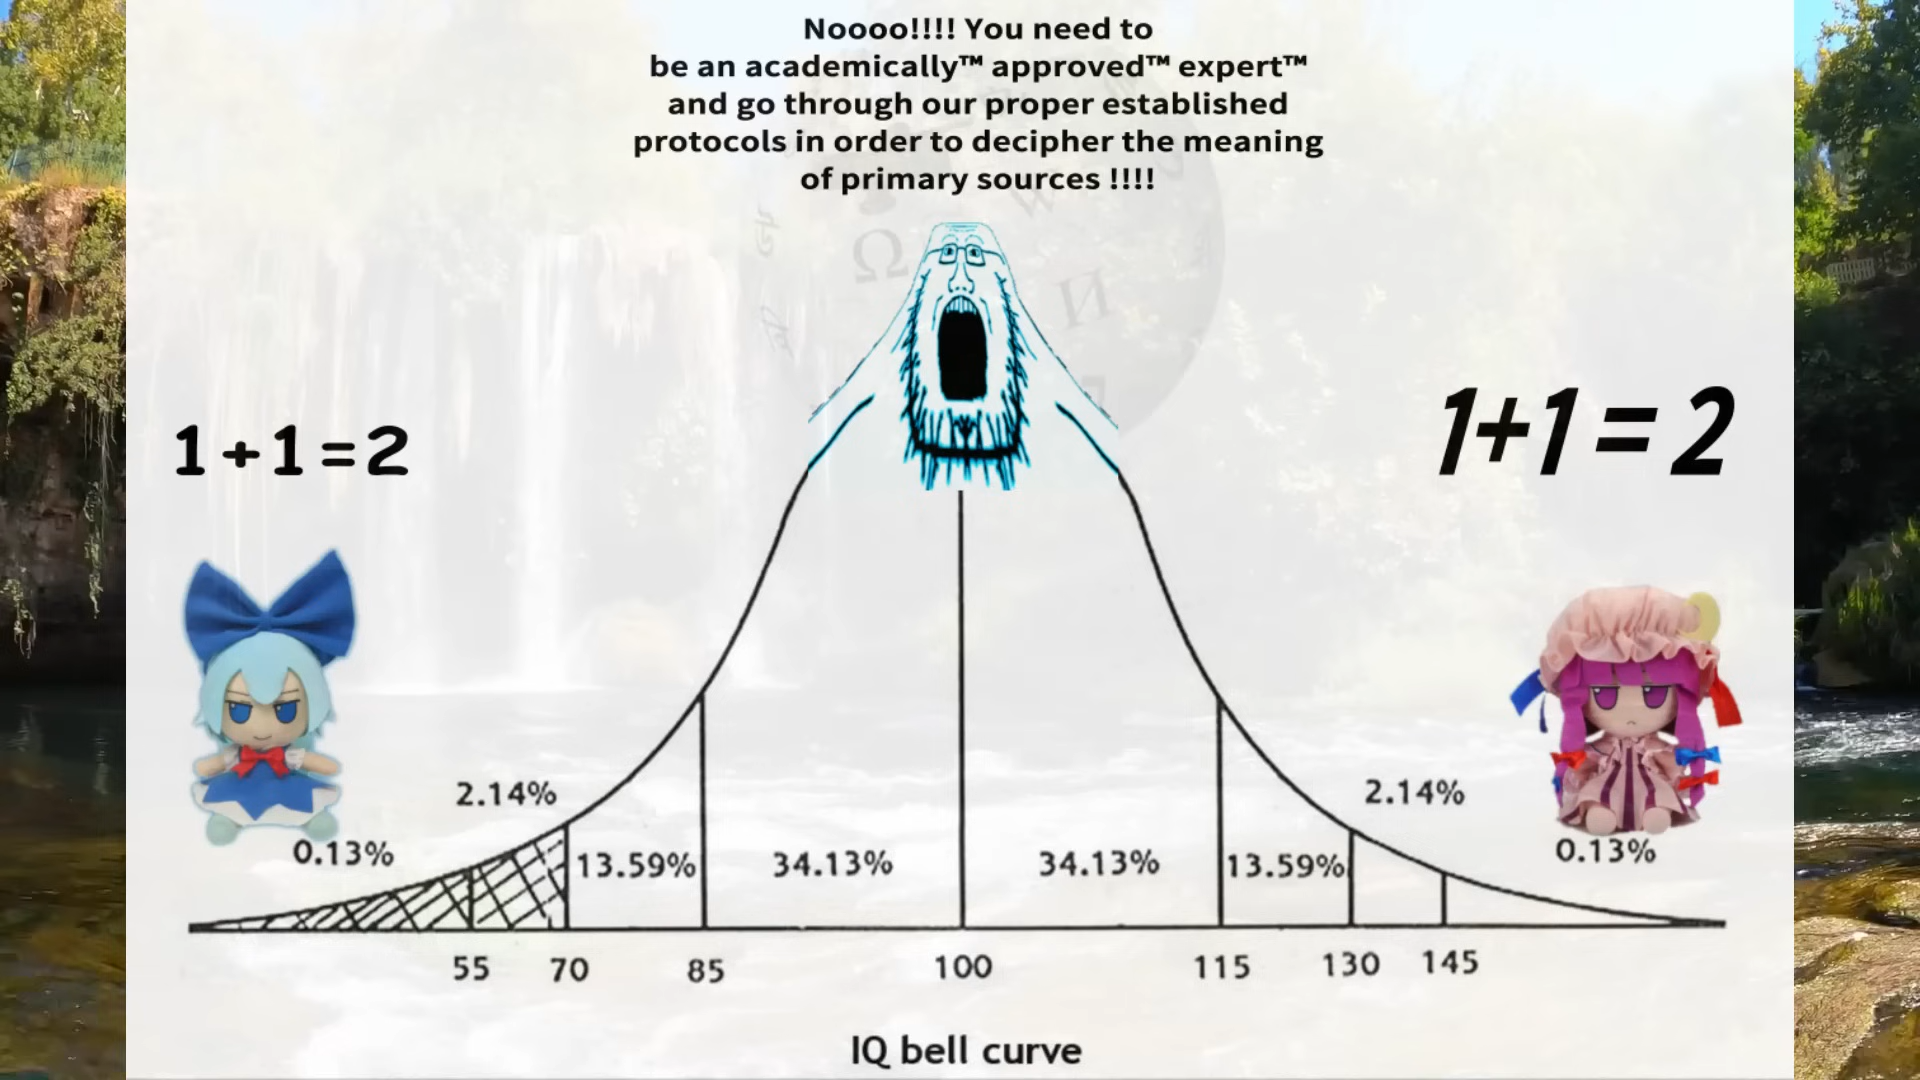 Noooo!!!! You need to
be an academically™ approved™ expert™
and go through our proper established
protocols in order to decipher the meaning
of primary sources !!!!
Ω
И
W
1+1=2
1+1=2
2.14%
2.14%
0.13%
0.13%
13.59%
34.13%
34.13%
13.59%
55
70
85
100
115
130
145
IQ bell curve